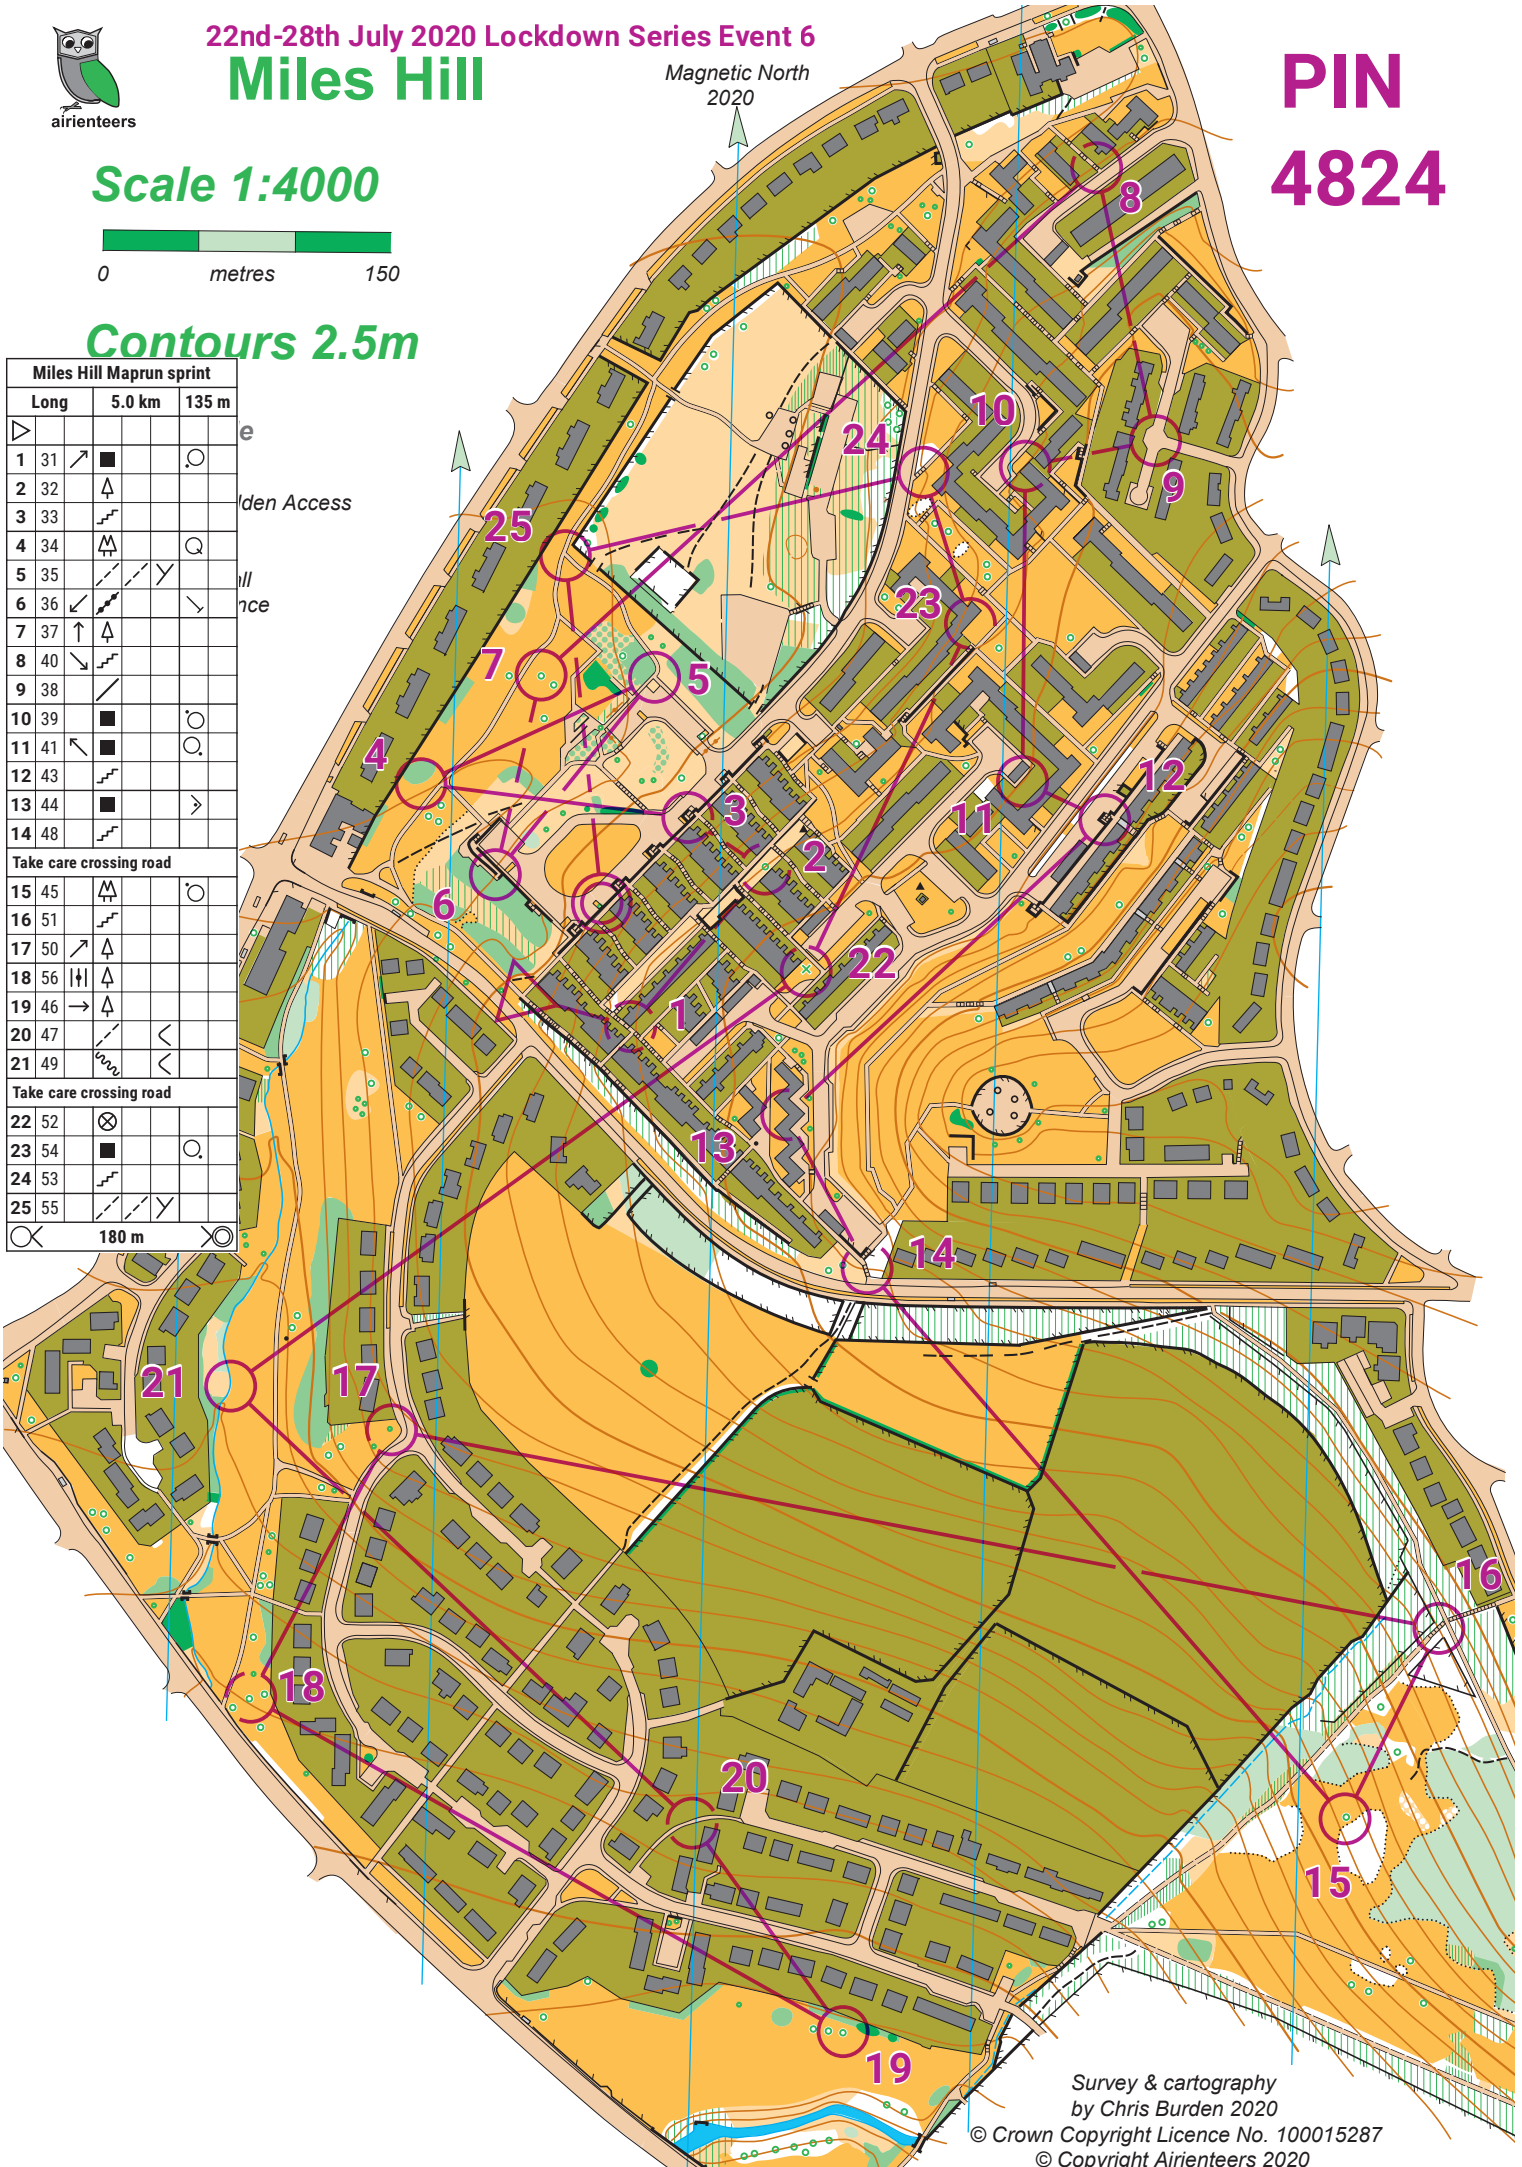 22nd-28th July 2020 Lockdown Series Event 6
Miles Hill
Magnetic North
2020
airienteers
PIN
4824
Scale 1:4000
0 metres 150
Contours 2.5m
Miles Hill Maprun sprint
Long 5.0 km 135 m
1 31
2 32
3 33
4 34
5 35
6 36
7 37
8 40
9 38
10 39
11 41
12 43
13 44
14 48
Take care crossing road
15 45
16 51
17 50
18 56
19 46
20 47
21 49
Take care crossing road
22 52
23 54
24 53
25 55
180 m
e
Iden Access
all
nce
8
10
24
9
25
23
7
5
4
12
3
11
2
6
22
1
13
14
21
17
16
18
20
15
19
Survey & cartography
by Chris Burden 2020
© Crown Copyright Licence No. 100015287
© Copyright Airienteers 2020